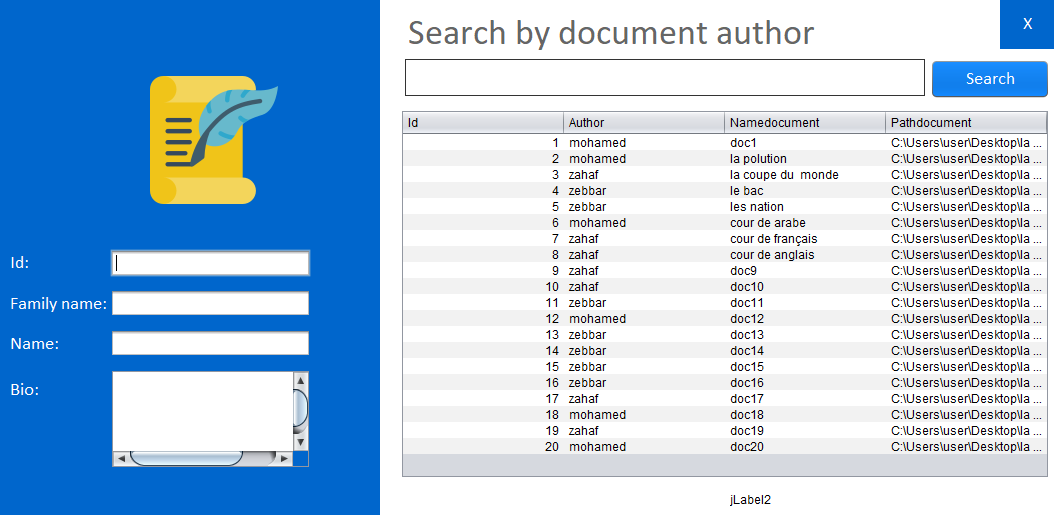 Search by document author
X
Search
Id:
Family name:
Name:
Bio:
Id Author Namedocument Pathdocument
1 mohamed doc1 C:\Users\user\Desktop\la ...
2 mohamed la polution C:\Users\user\Desktop\la ...
3 zahaf la coupe du  monde C:\Users\user\Desktop\la ...
4 zebbar le bac C:\Users\user\Desktop\la ...
5 zebbar les nation C:\Users\user\Desktop\la ...
6 mohamed cour de arabe C:\Users\user\Desktop\la ...
7 zahaf cour de français C:\Users\user\Desktop\la ...
8 zahaf cour de anglais C:\Users\user\Desktop\la ...
9 zahaf doc9 C:\Users\user\Desktop\la ...
10 zahaf doc10 C:\Users\user\Desktop\la ...
11 zebbar doc11 C:\Users\user\Desktop\la ...
12 mohamed doc12 C:\Users\user\Desktop\la ...
13 zebbar doc13 C:\Users\user\Desktop\la ...
14 zebbar doc14 C:\Users\user\Desktop\la ...
15 zebbar doc15 C:\Users\user\Desktop\la ...
16 zebbar doc16 C:\Users\user\Desktop\la ...
17 zahaf doc17 C:\Users\user\Desktop\la ...
18 mohamed doc18 C:\Users\user\Desktop\la ...
19 zahaf doc19 C:\Users\user\Desktop\la ...
20 mohamed doc20 C:\Users\user\Desktop\la ...
jLabel2